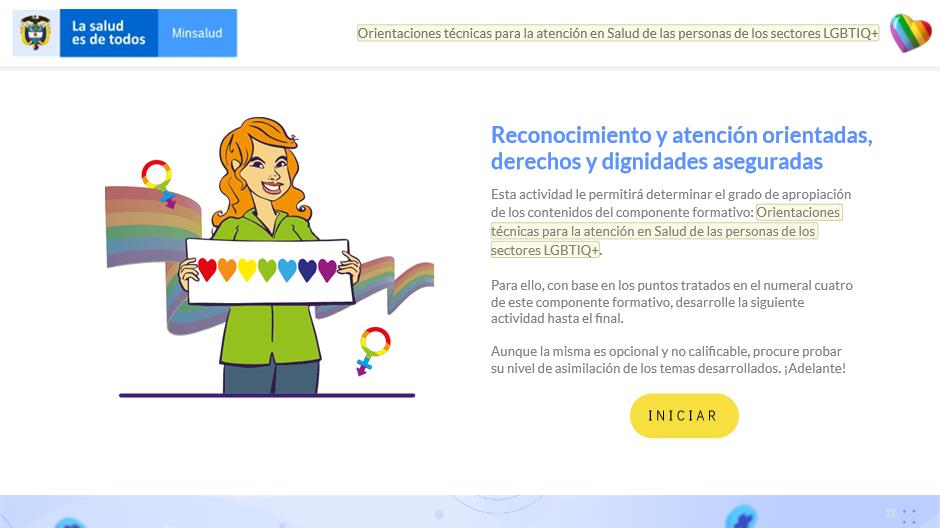 La salud
es de todos
Minsalud
Orientaciones técnicas para la atención en Salud de las personas de los sectores LGBTIQ+
Reconocimiento y atención orientadas,
derechos y dignidades aseguradas
Esta actividad le permitirá determinar el grado de apropiación
de los contenidos del componente formativo: Orientaciones
técnicas para la atención en Salud de las personas de los
sectores LGBTIQ+.
Para ello, con base en los puntos tratados en el numeral cuatro
de este componente formativo, desarrolle la siguiente
actividad hasta el final.
Aunque la misma es opcional y no calificable, procure probar
su nivel de asimilación de los temas desarrollados. ¡Adelante!
INICIAR